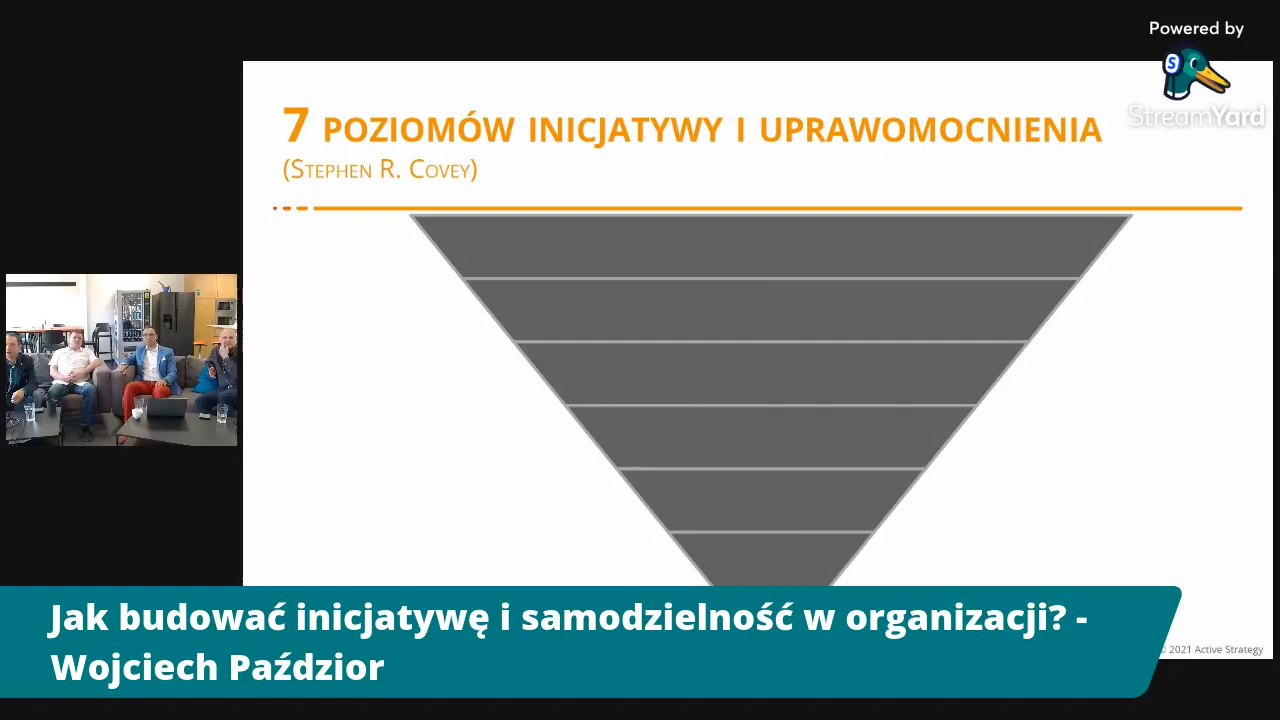 Powered by
S
StreamYard
7 POZIOMÓW INICJATYWY I UPRAWOMOCNIENIA
(STEPHEN R. COVEY)
Jak budować inicjatywę i samodzielność w organizacji? -
Wojciech Paździor
© 2021 Active Strategy